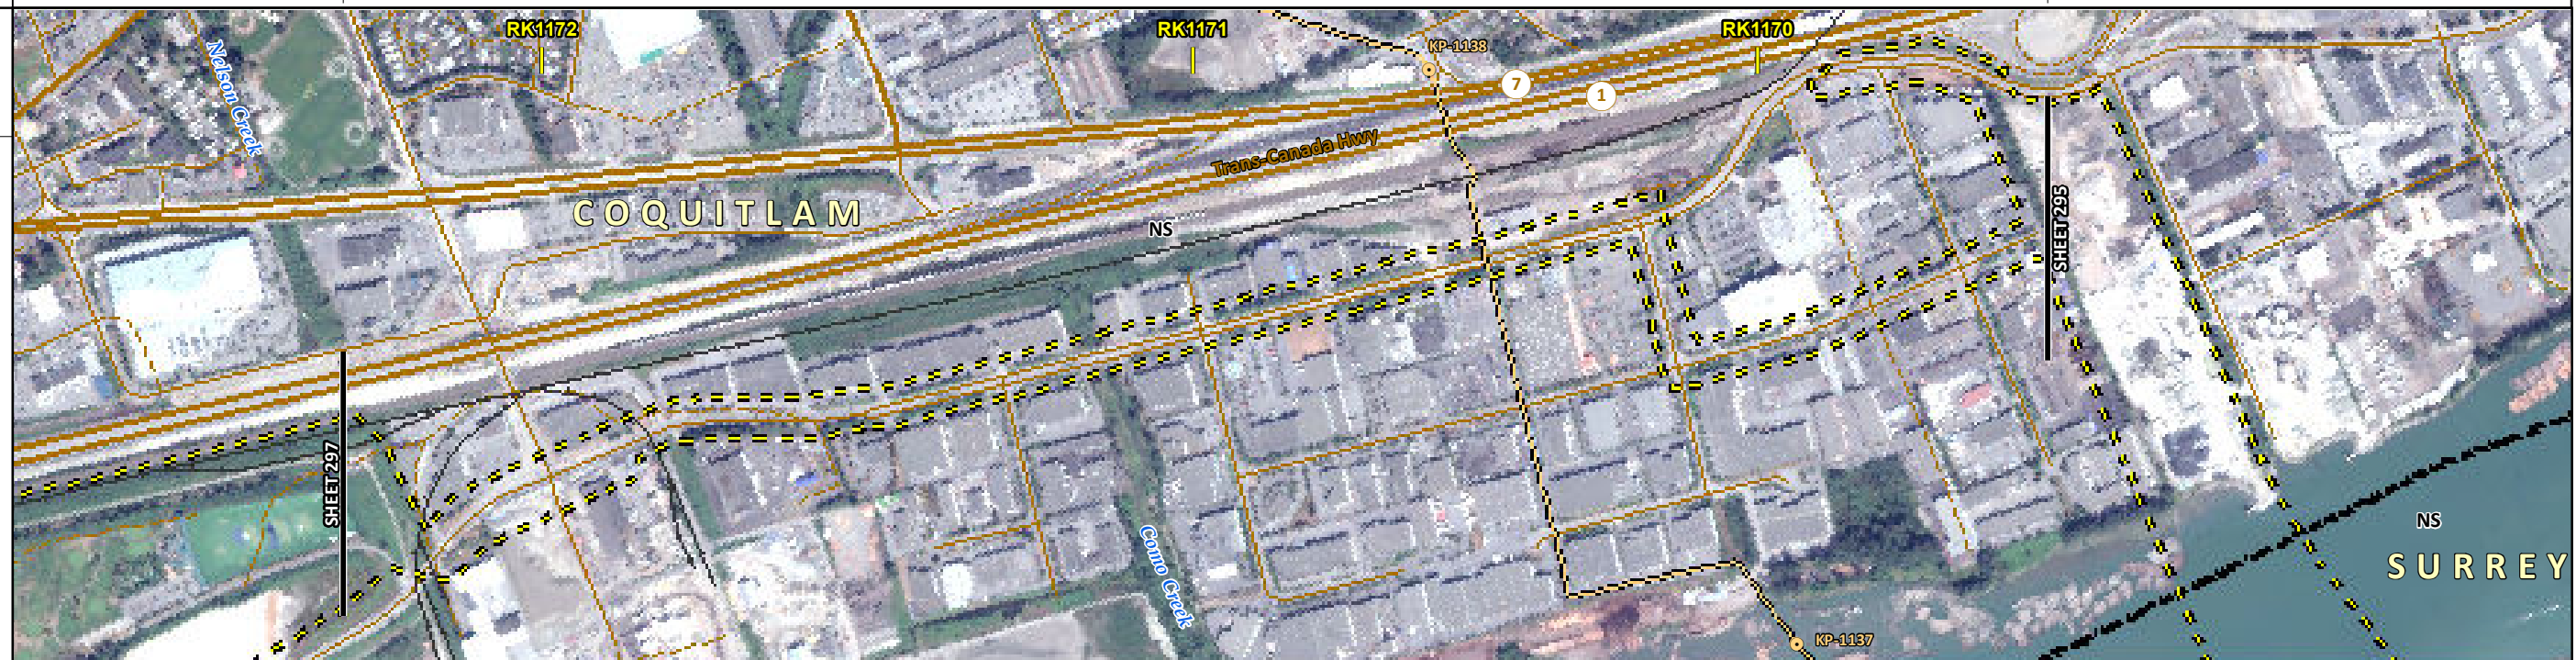 RK1172
RK1171
RK1170
KP-1138
Nelson Creek
7
1
Trans-Canada Hwy
COQUITLAM
NS
SHEET 295
SHEET 297
NS
SURREY
Como Creek
KP-1137